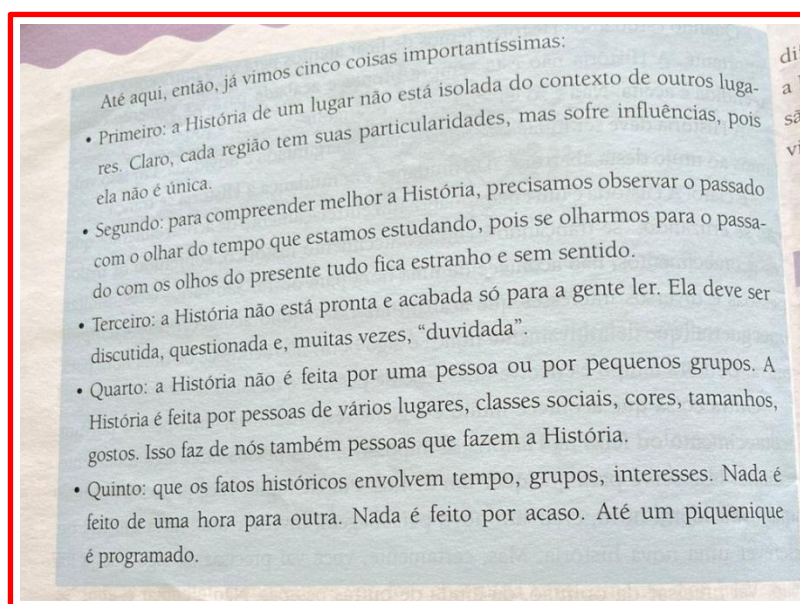 Até aqui, então, já vimos cinco coisas importantíssimas:
• Primeiro: a História de um lugar não está isolada do contexto de outros luga-
res. Claro, cada região tem suas particularidades, mas sofre influências, pois
ela não é única.
• Segundo: para compreender melhor a História, precisamos observar o passado
com o olhar do tempo que estamos estudando, pois se olharmos para o passa-
do com os olhos do presente tudo fica estranho e sem sentido.
• Terceiro: a História não está pronta e acabada só para a gente ler. Ela deve ser
discutida, questionada e, muitas vezes, “duvidada”.
• Quarto: a História não é feita por uma pessoa ou por pequenos grupos. A
História é feita por pessoas de vários lugares, classes sociais, cores, tamanhos,
gostos. Isso faz de nós também pessoas que fazem a História.
• Quinto: que os fatos históricos envolvem tempo, grupos, interesses. Nada é
feito de uma hora para outra. Nada é feito por acaso. Até um piquenique
é programado.